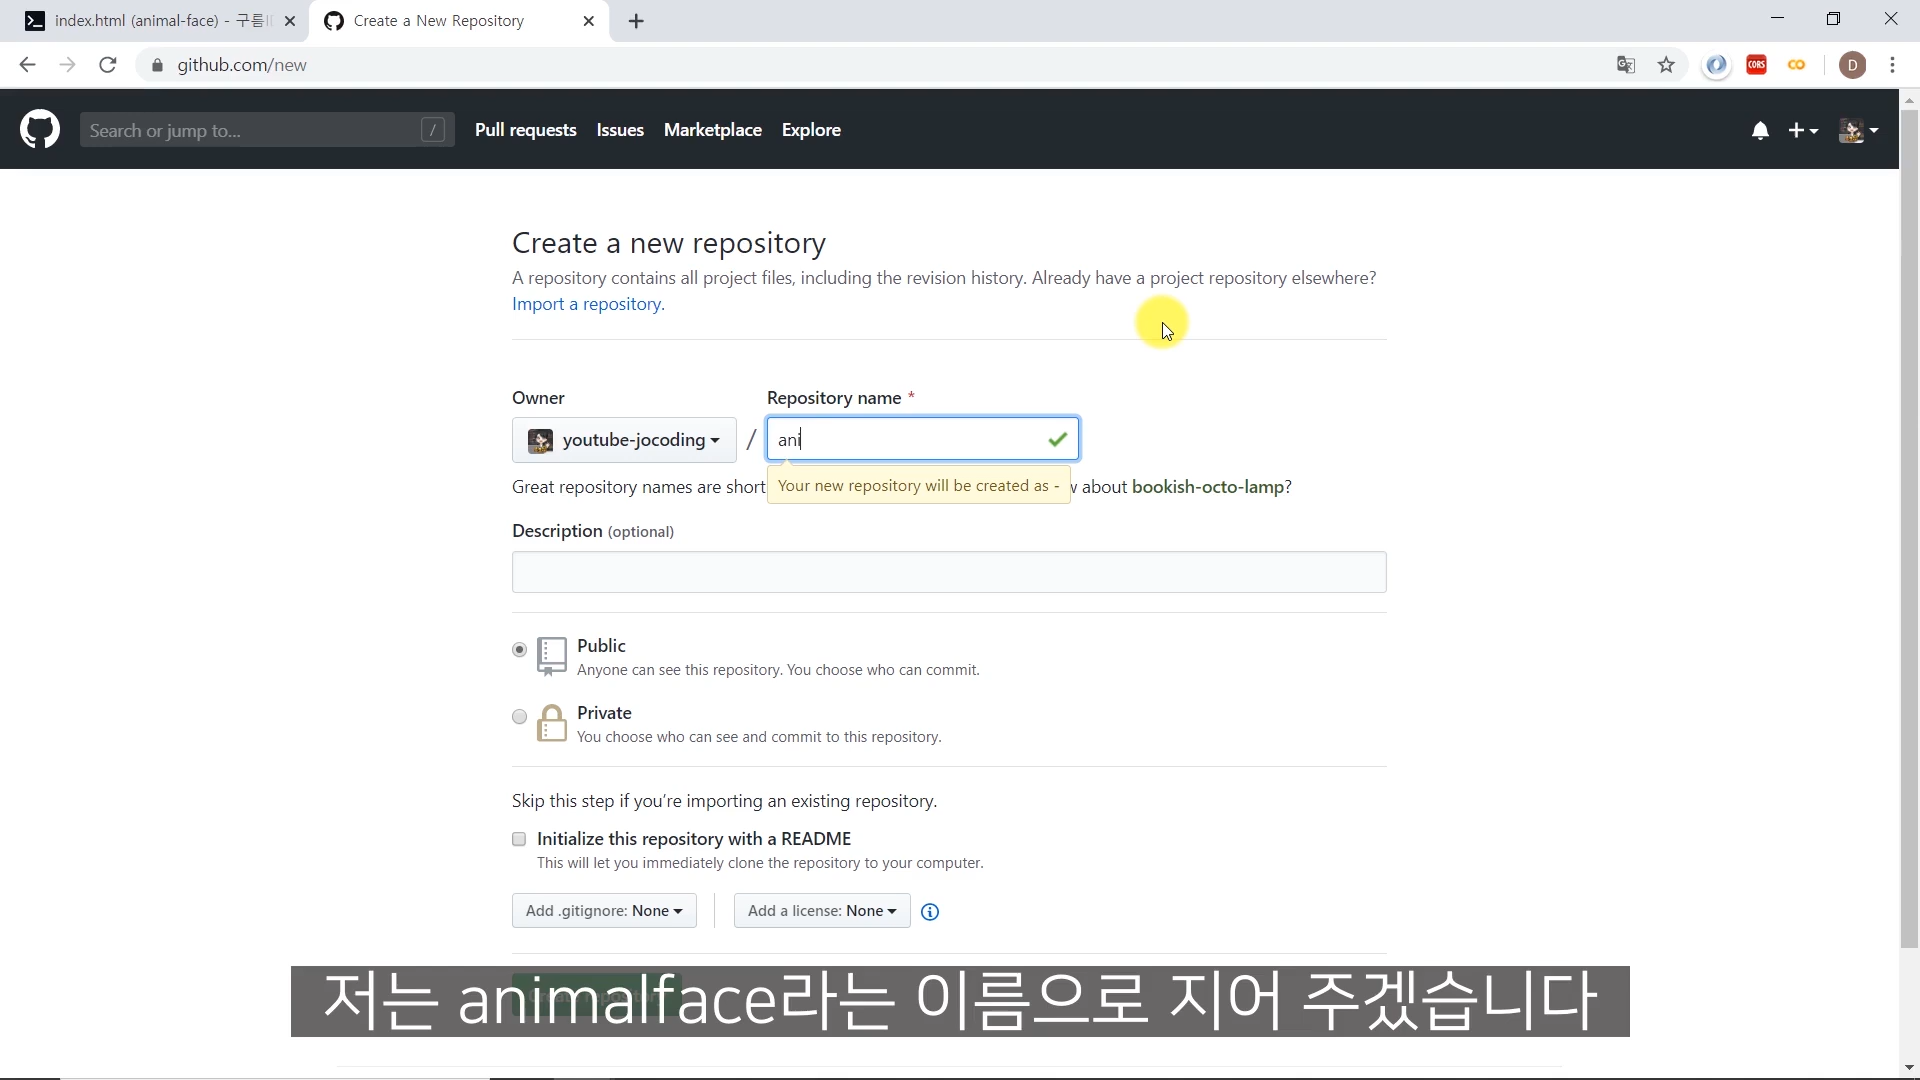 index.html (animal-face) - 구름I
Create a New Repository
github.com/new
CORS
D
Search or jump to...
/
Pull requests
Issues
Marketplace
Explore
Create a new repository
A repository contains all project files, including the revision history. Already have a project repository elsewhere?
Import a repository.
Owner
Repository name *
youtube-jocoding
/
ani
Great repository names are short
Your new repository will be created as -
about bookish-octo-lamp?
Description (optional)
Public
Anyone can see this repository. You choose who can commit.
Private
You choose who can see and commit to this repository.
Skip this step if you're importing an existing repository.
Initialize this repository with a README
This will let you immediately clone the repository to your computer.
Add .gitignore: None
Add a license: None
저는 animalface라는 이름으로 지어 주겠습니다